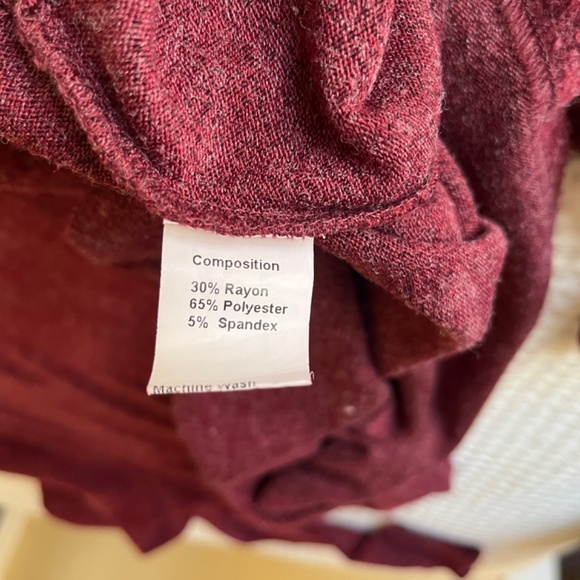 Composition
30% Rayon
65% Polyester
5% Spandex
Machine Wash